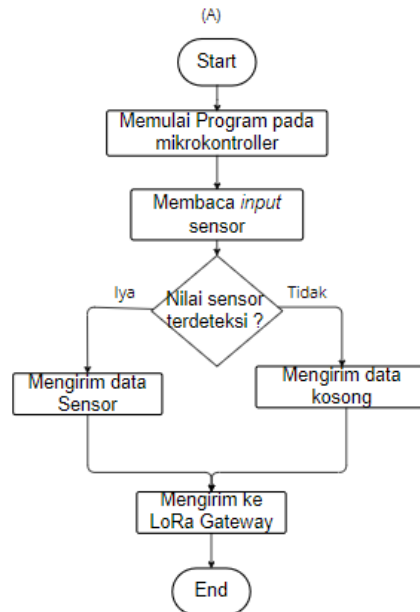 (A)
Start
Memulai Program pada
mikrokontroller
Membaca input
sensor
Nilai sensor
terdeteksi ?
Iya
Tidak
Mengirim data
Sensor
Mengirim data
kosong
Mengirim ke
LoRa Gateway
End